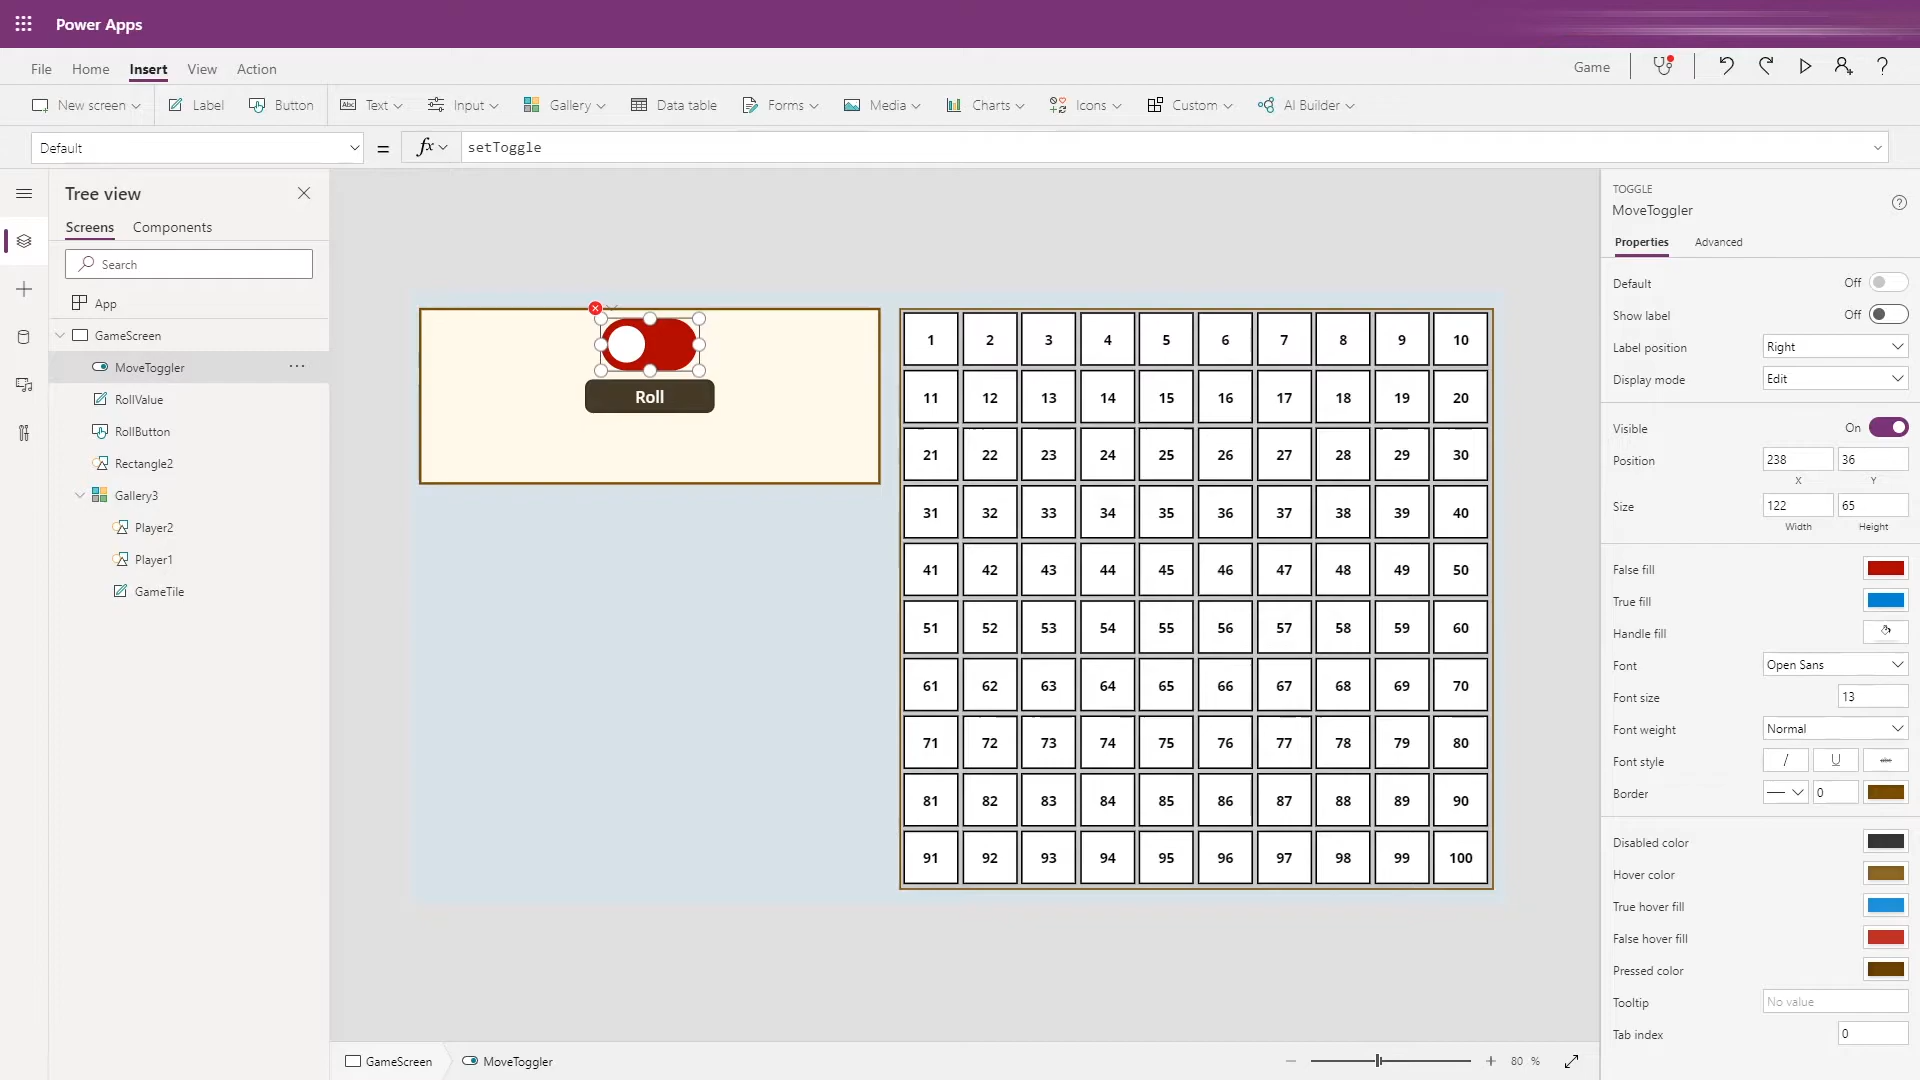 Power Apps
File Home Insert View Action Game
New screen Label Button Text Input Gallery Data table Forms Media Charts Icons Custom AI Builder
Default = fx setToggle
Tree view
Screens Components
Search
App
GameScreen
MoveToggler ...
RollValue
RollButton
Rectangle2
Gallery3
Player2
Player1
GameTile
Roll
1 2 3 4 5 6 7 8 9 10
11 12 13 14 15 16 17 18 19 20
21 22 23 24 25 26 27 28 29 30
31 32 33 34 35 36 37 38 39 40
41 42 43 44 45 46 47 48 49 50
51 52 53 54 55 56 57 58 59 60
61 62 63 64 65 66 67 68 69 70
71 72 73 74 75 76 77 78 79 80
81 82 83 84 85 86 87 88 89 90
91 92 93 94 95 96 97 98 99 100
TOGGLE
MoveToggler
Properties Advanced
Default Off
Show label Off
Label position Right
Display mode Edit
Visible On
Position 238 36
X Y
Size 122 65
Width Height
False fill
True fill
Handle fill
Font Open Sans
Font size 13
Font weight Normal
Font style / U abc
Border 0
Disabled color
Hover color
True hover fill
False hover fill
Pressed color
Tooltip No value
Tab index 0
GameScreen MoveToggler 80 %